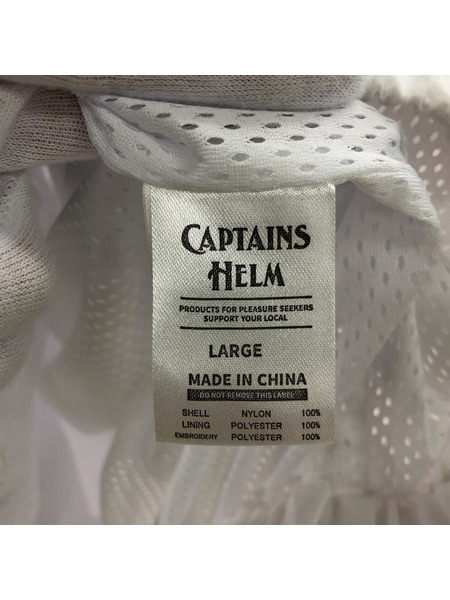 CAPTAINS
HELM
PRODUCTS FOR PLEASURE SEEKERS
SUPPORT YOUR LOCAL
LARGE
MADE IN CHINA
DO NOT REMOVE THIS LABEL
SHELL NYLON 100%
LINING POLYESTER 100%
EMBROIDERY POLYESTER 100%